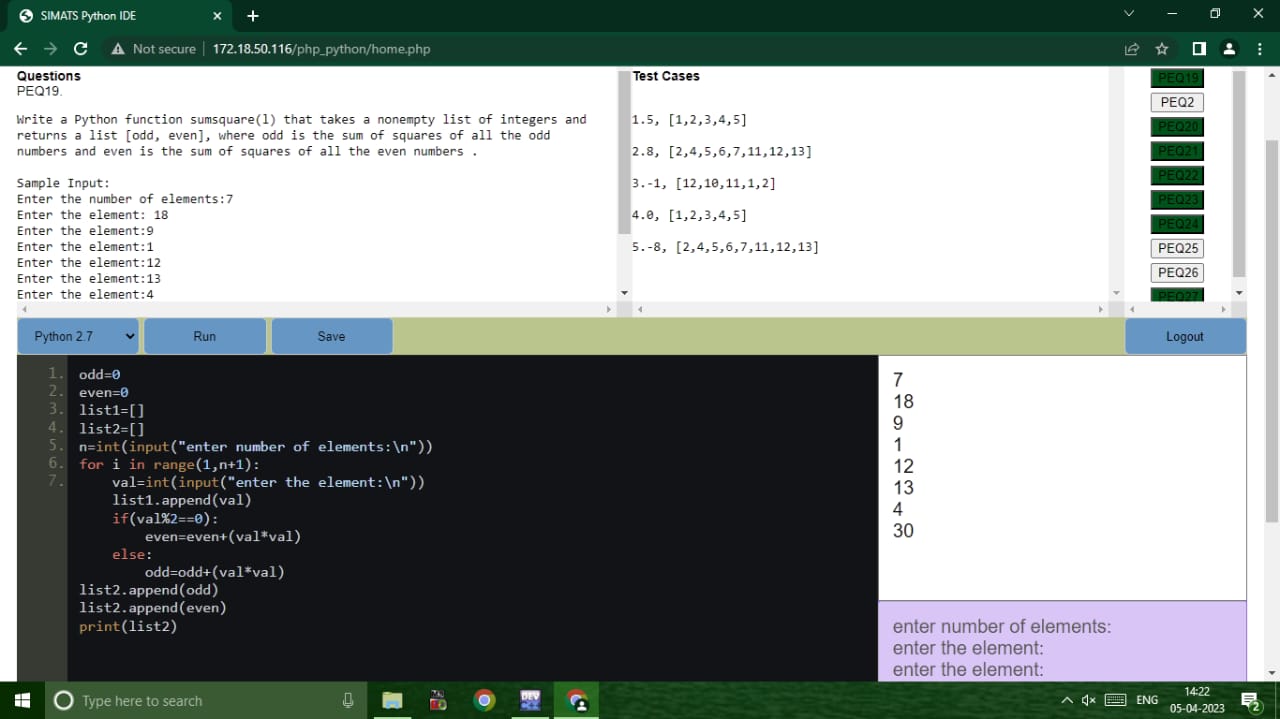 SIMATS Python IDE
Not secure
172.18.50.116/php_python/home.php
Questions
PEQ19.
Write a Python function sumsquare(l) that takes a nonempty list of integers and
returns a list [odd, even], where odd is the sum of squares of all the odd
numbers and even is the sum of squares of all the even numbers .
Sample Input:
Enter the number of elements:7
Enter the element: 18
Enter the element:9
Enter the element:1
Enter the element:12
Enter the element:13
Enter the element:4
Test Cases
1.5, [1,2,3,4,5]
2.8, [2,4,5,6,7,11,12,13]
3.-1, [12,10,11,1,2]
4.0, [1,2,3,4,5]
5.-8, [2,4,5,6,7,11,12,13]
PEQ19
PEQ2
PEQ20
PEQ21
PEQ22
PEQ23
PEQ24
PEQ25
PEQ26
PEQ27
Python 2.7
Run
Save
Logout
1. odd=0
2. even=0
3. list1=[]
4. list2=[]
5. n=int(input("enter number of elements:\n"))
6. for i in range(1,n+1):
7. val=int(input("enter the element:\n"))
list1.append(val)
if(val%2==0):
even=even+(val*val)
else:
odd=odd+(val*val)
list2.append(odd)
list2.append(even)
print(list2)
7
18
9
1
12
13
4
30
enter number of elements:
enter the element:
enter the element:
Type here to search
DEV
ENG
14:22
05-04-2023
2